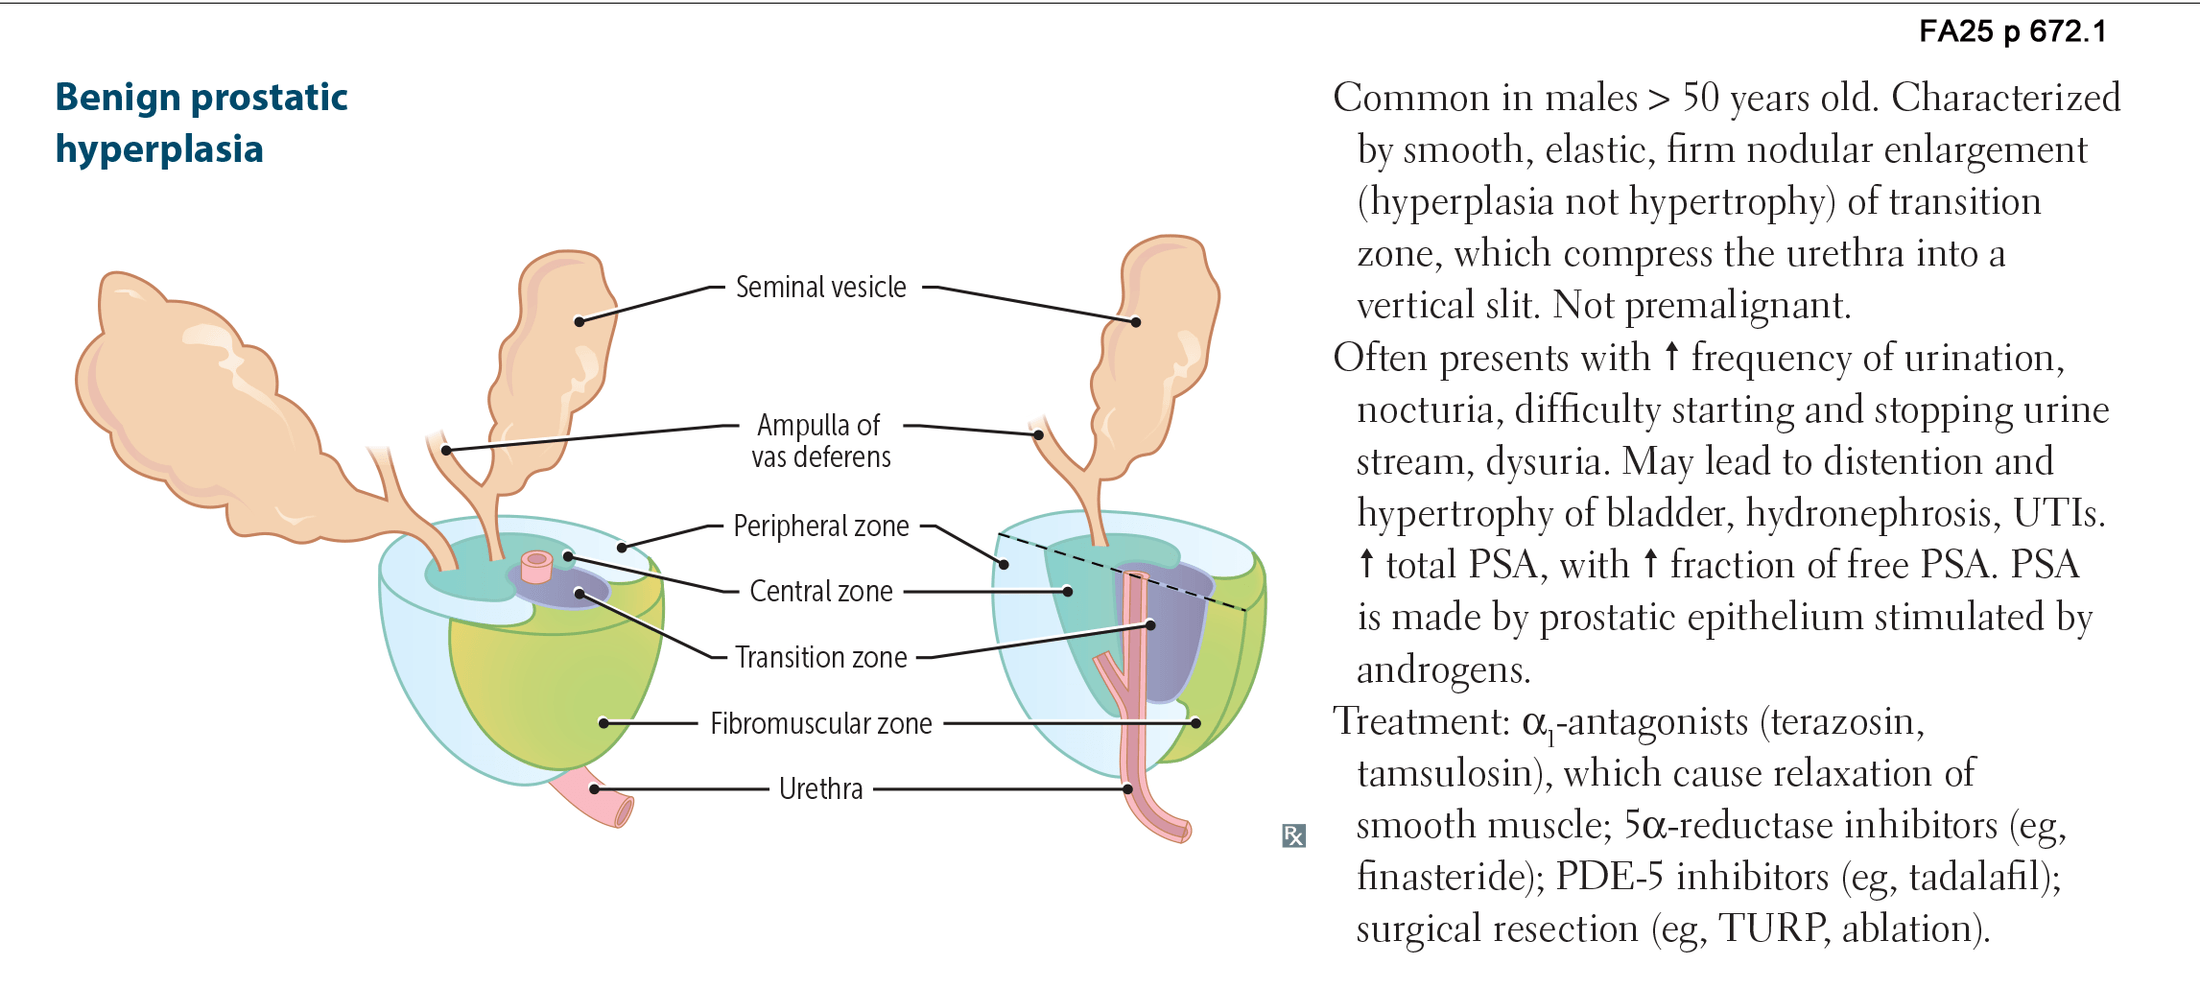 FA25 p 672.1
Benign prostatic
hyperplasia
Seminal vesicle
Ampulla of
vas deferens
Peripheral zone
Central zone
Transition zone
Fibromuscular zone
Urethra
Rx
Common in males > 50 years old. Characterized
by smooth, elastic, firm nodular enlargement
(hyperplasia not hypertrophy) of transition
zone, which compress the urethra into a
vertical slit. Not premalignant.
Often presents with ↑ frequency of urination,
nocturia, difficulty starting and stopping urine
stream, dysuria. May lead to distention and
hypertrophy of bladder, hydronephrosis, UTIs.
↑ total PSA, with ↑ fraction of free PSA. PSA
is made by prostatic epithelium stimulated by
androgens.
Treatment: α₁-antagonists (terazosin,
tamsulosin), which cause relaxation of
smooth muscle; 5α-reductase inhibitors (eg,
finasteride); PDE-5 inhibitors (eg, tadalafil);
surgical resection (eg, TURP, ablation).